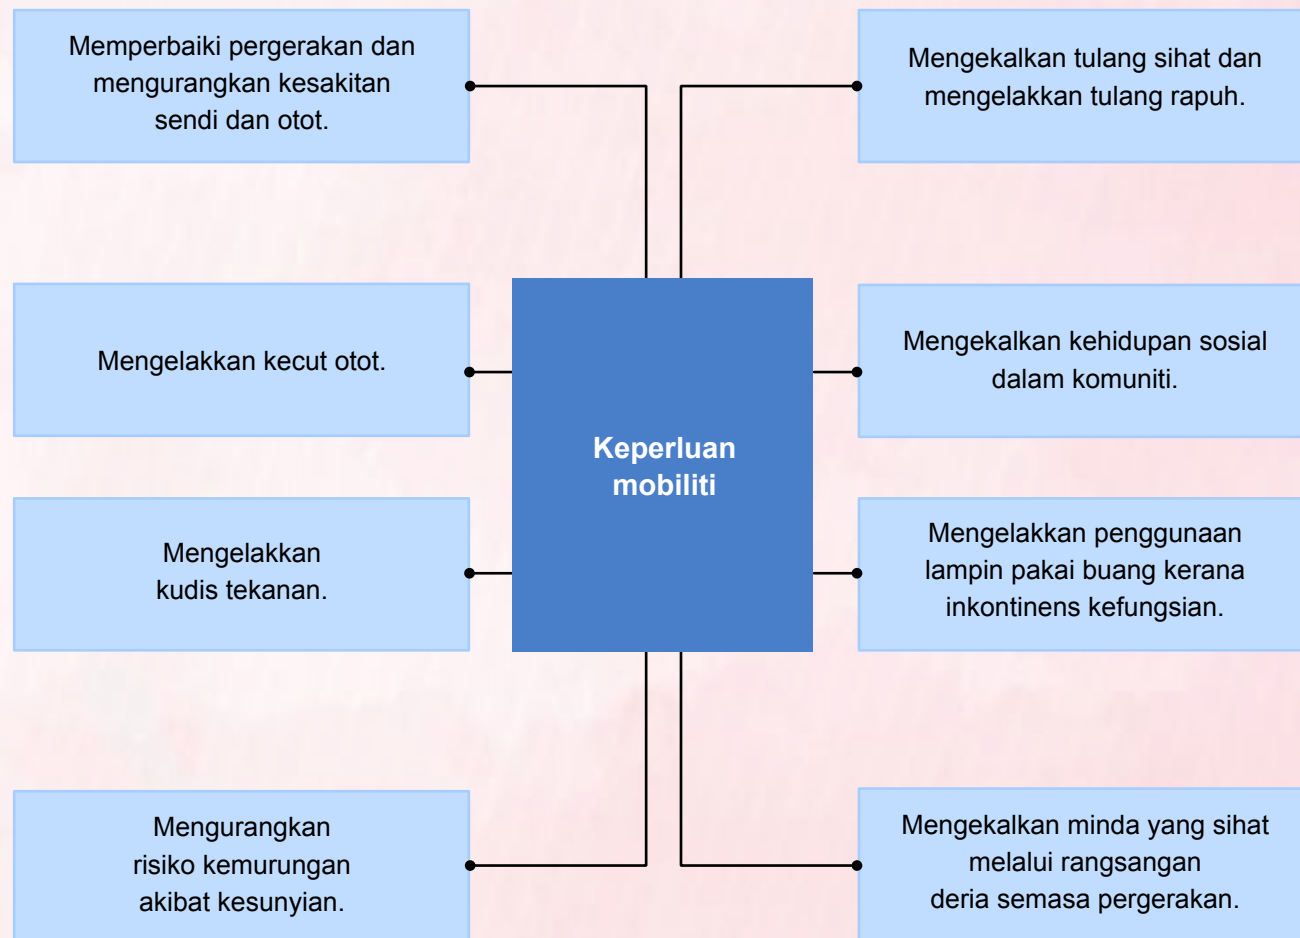 Memperbaiki pergerakan dan
mengurangkan kesakitan
sendi dan otot.
Mengekalkan tulang sihat dan
mengelakkan tulang rapuh.
Mengelakkan kecut otot.
Mengekalkan kehidupan sosial
dalam komuniti.
Keperluan
mobiliti
Mengelakkan
kudis tekanan.
Mengelakkan penggunaan
lampin pakai buang kerana
inkontinens kefungsian.
Mengurangkan
risiko kemurungan
akibat kesunyian.
Mengekalkan minda yang sihat
melalui rangsangan
deria semasa pergerakan.